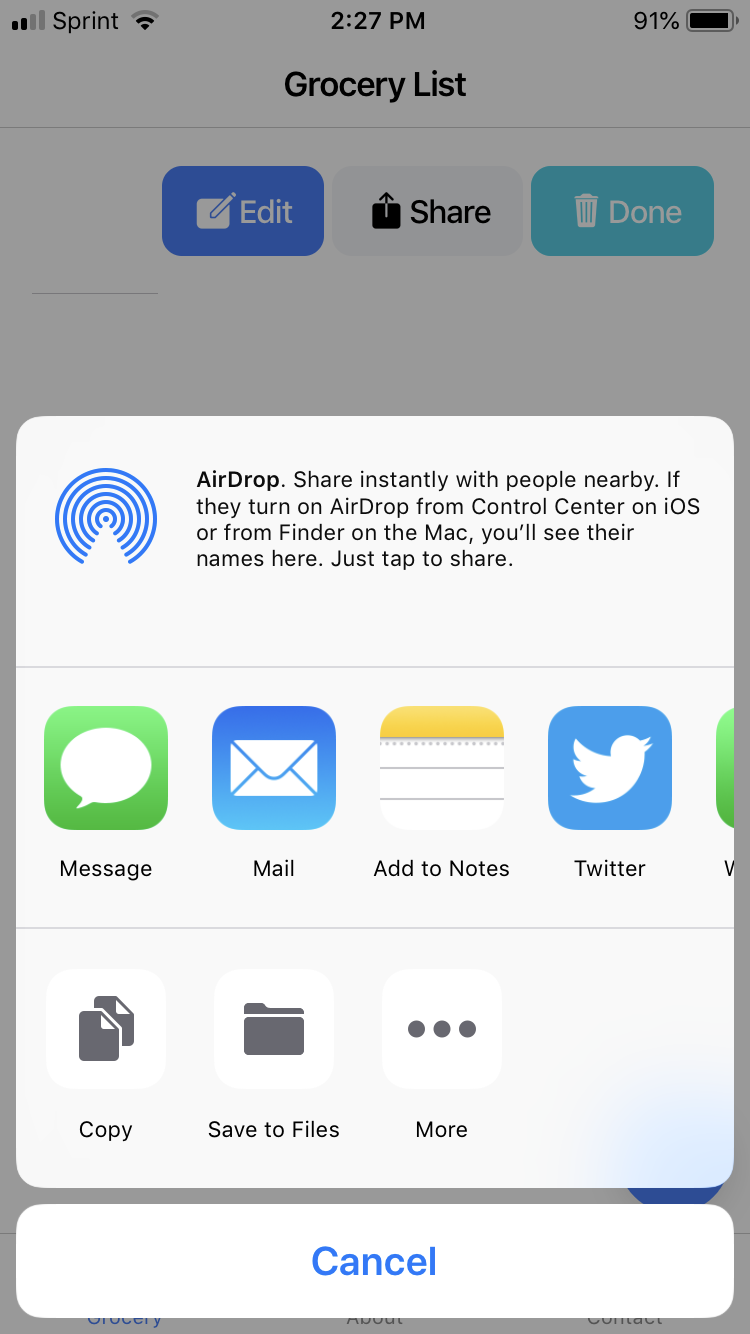 Sprint 2:27 PM 91%
Grocery List
Edit Share Done
AirDrop. Share instantly with people nearby. If
they turn on AirDrop from Control Center on iOS
or from Finder on the Mac, you’ll see their
names here. Just tap to share.
Message Mail Add to Notes Twitter
Copy Save to Files More
Cancel
Grocery About Contact